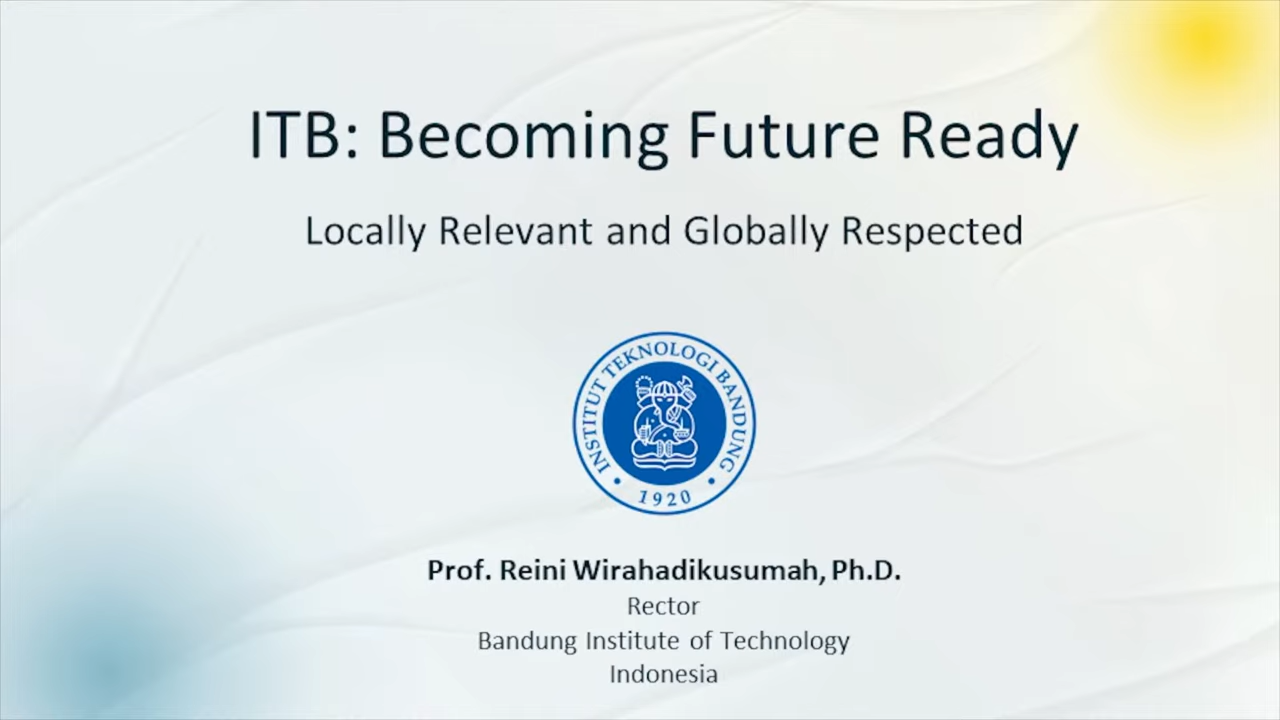 ITB: Becoming Future Ready
Locally Relevant and Globally Respected
INSTITUT TEKNOLOGI BANDUNG
1920
Prof. Reini Wirahadikusumah, Ph.D.
Rector
Bandung Institute of Technology
Indonesia